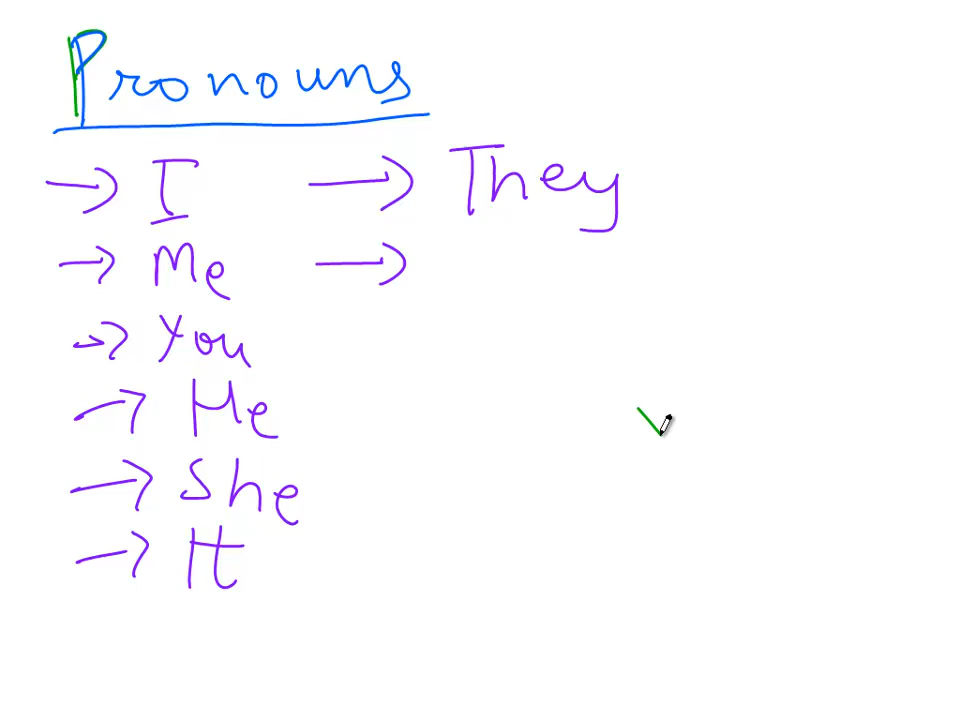 Pronouns
→ I → They
→ Me →
→ You
→ He
→ She
→ It